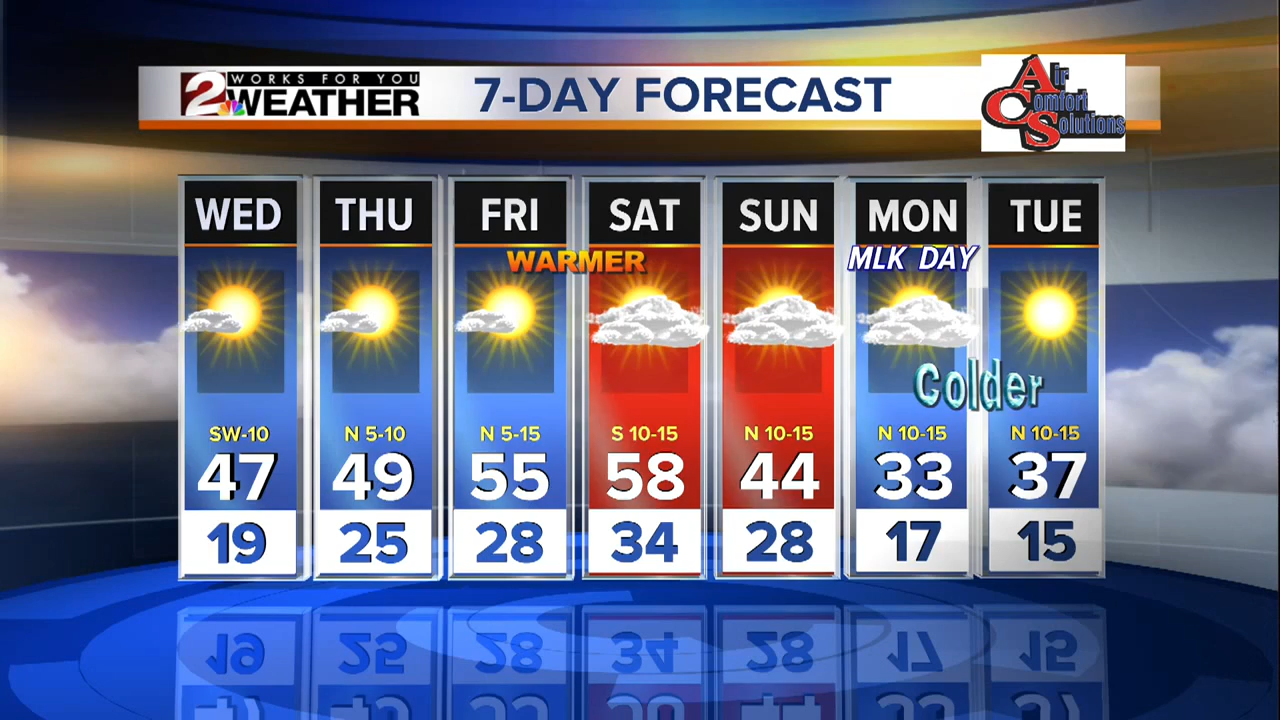 2 WORKS FOR YOU
WEATHER
7-DAY FORECAST
Air
Comfort
Solutions
WED THU FRI SAT SUN MON TUE
WARMER MLK DAY
Colder
SW-10 N 5-10 N 5-15 S 10-15 N 10-15 N 10-15 N 10-15
47 49 55 58 44 33 37
19 25 28 34 28 17 15